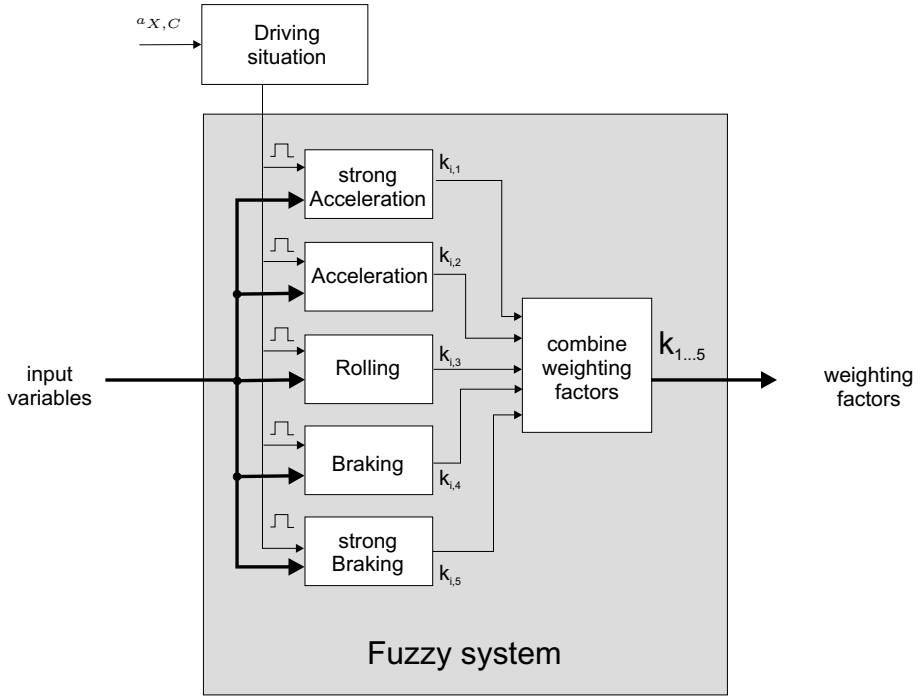 a X,C
Driving
situation
strong
Acceleration
k i,1
Acceleration
k i,2
Rolling
k i,3
Braking
k i,4
strong
Braking
k i,5
combine
weighting
factors
k 1...5
input
variables
weighting
factors
Fuzzy system